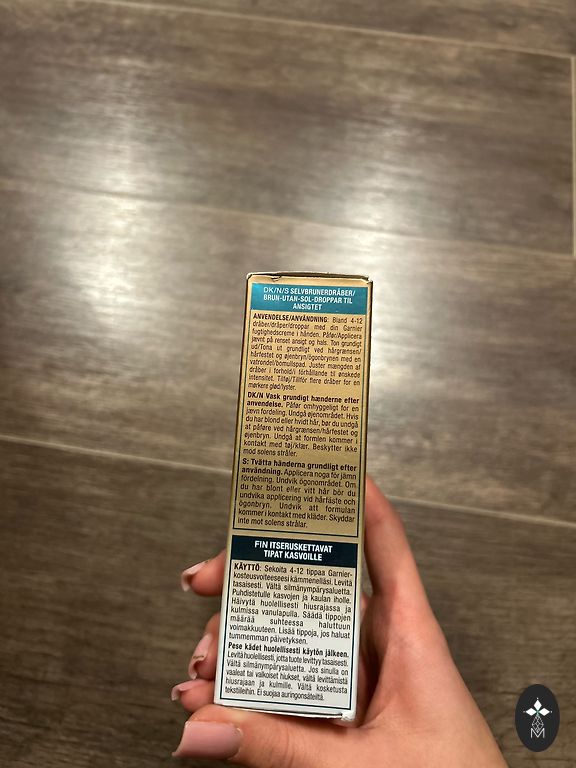 DK/N/S SELVBRUNERDRÅBER/
BRUN-UTAN-SOL-DROPPAR TIL
ANSIGTET
ANVENDELSE/ANVÄNDNING: Bland 4-12
dråber/dråper/droppar med din Garnier
fugtighedscreme i hånden. Påfør/Applicera
jævnt på renset ansigt og hals. Ton grundigt
ud/Tona ut grundligt ved hårgrænsen/
hårfestet og øjenbryn/ögonbrynen med en
vatrondel/bomullspad. Juster mængden af
dråber i forhold/i förhållande til ønskede
intensitet. Tilføj/Tillför flere dråber for en
mørkere glød/lyster.
DK/N Vask grundigt hænderne efter
anvendelse. Påfør omhyggeligt for en
jævn fordeling. Undgå øjenområdet. Hvis
du har blond eller hvidt hår, bør du undgå
at påføre ved hårgrænsen/hårfestet og
øjenbryn. Undgå at formlen kommer i
kontakt med tøj/klær. Beskytter ikke
mod solens stråler.
S: Tvätta händerna grundligt efter
användning. Applicera noga för jämn
fördelning. Undvik ögonområdet. Om
du har blont eller vitt hår bör du
undvika applicering vid hårfäste och
ögonbryn. Undvik att formulan
kommer i kontakt med kläder. Skyddar
inte mot solens strålar.
FIN ITSERUSKETTAVAT
TIPAT KASVOILLE
KÄYTTÖ: Sekoita 4-12 tippaa Garnier-
kosteusvoiteeseesi kämmenelläsi. Levitä
tasaisesti. Vältä silmänympärysaluetta.
Puhdistetulle kasvojen ja kaulan iholle.
Häivytä huolellisesti hiusrajassa ja
kulmissa vanulapulla. Säädä tippojen
määrää suhteessa haluttuun
voimakkuuteen. Lisää tippoja, jos haluat
tummemman päivetyksen.
Pese kädet huolellisesti käytön jälkeen.
Levitä huolellisesti, jotta tuote levittyy tasaisesti.
Vältä silmänympärysaluetta. Jos sinulla on
vaaleat tai valkoiset hiukset, vältä levittämistä
hiusrajaan ja kulmille. Vältä kosketusta
tekstiileihin. Ei suojaa auringonsäteiltä.
M